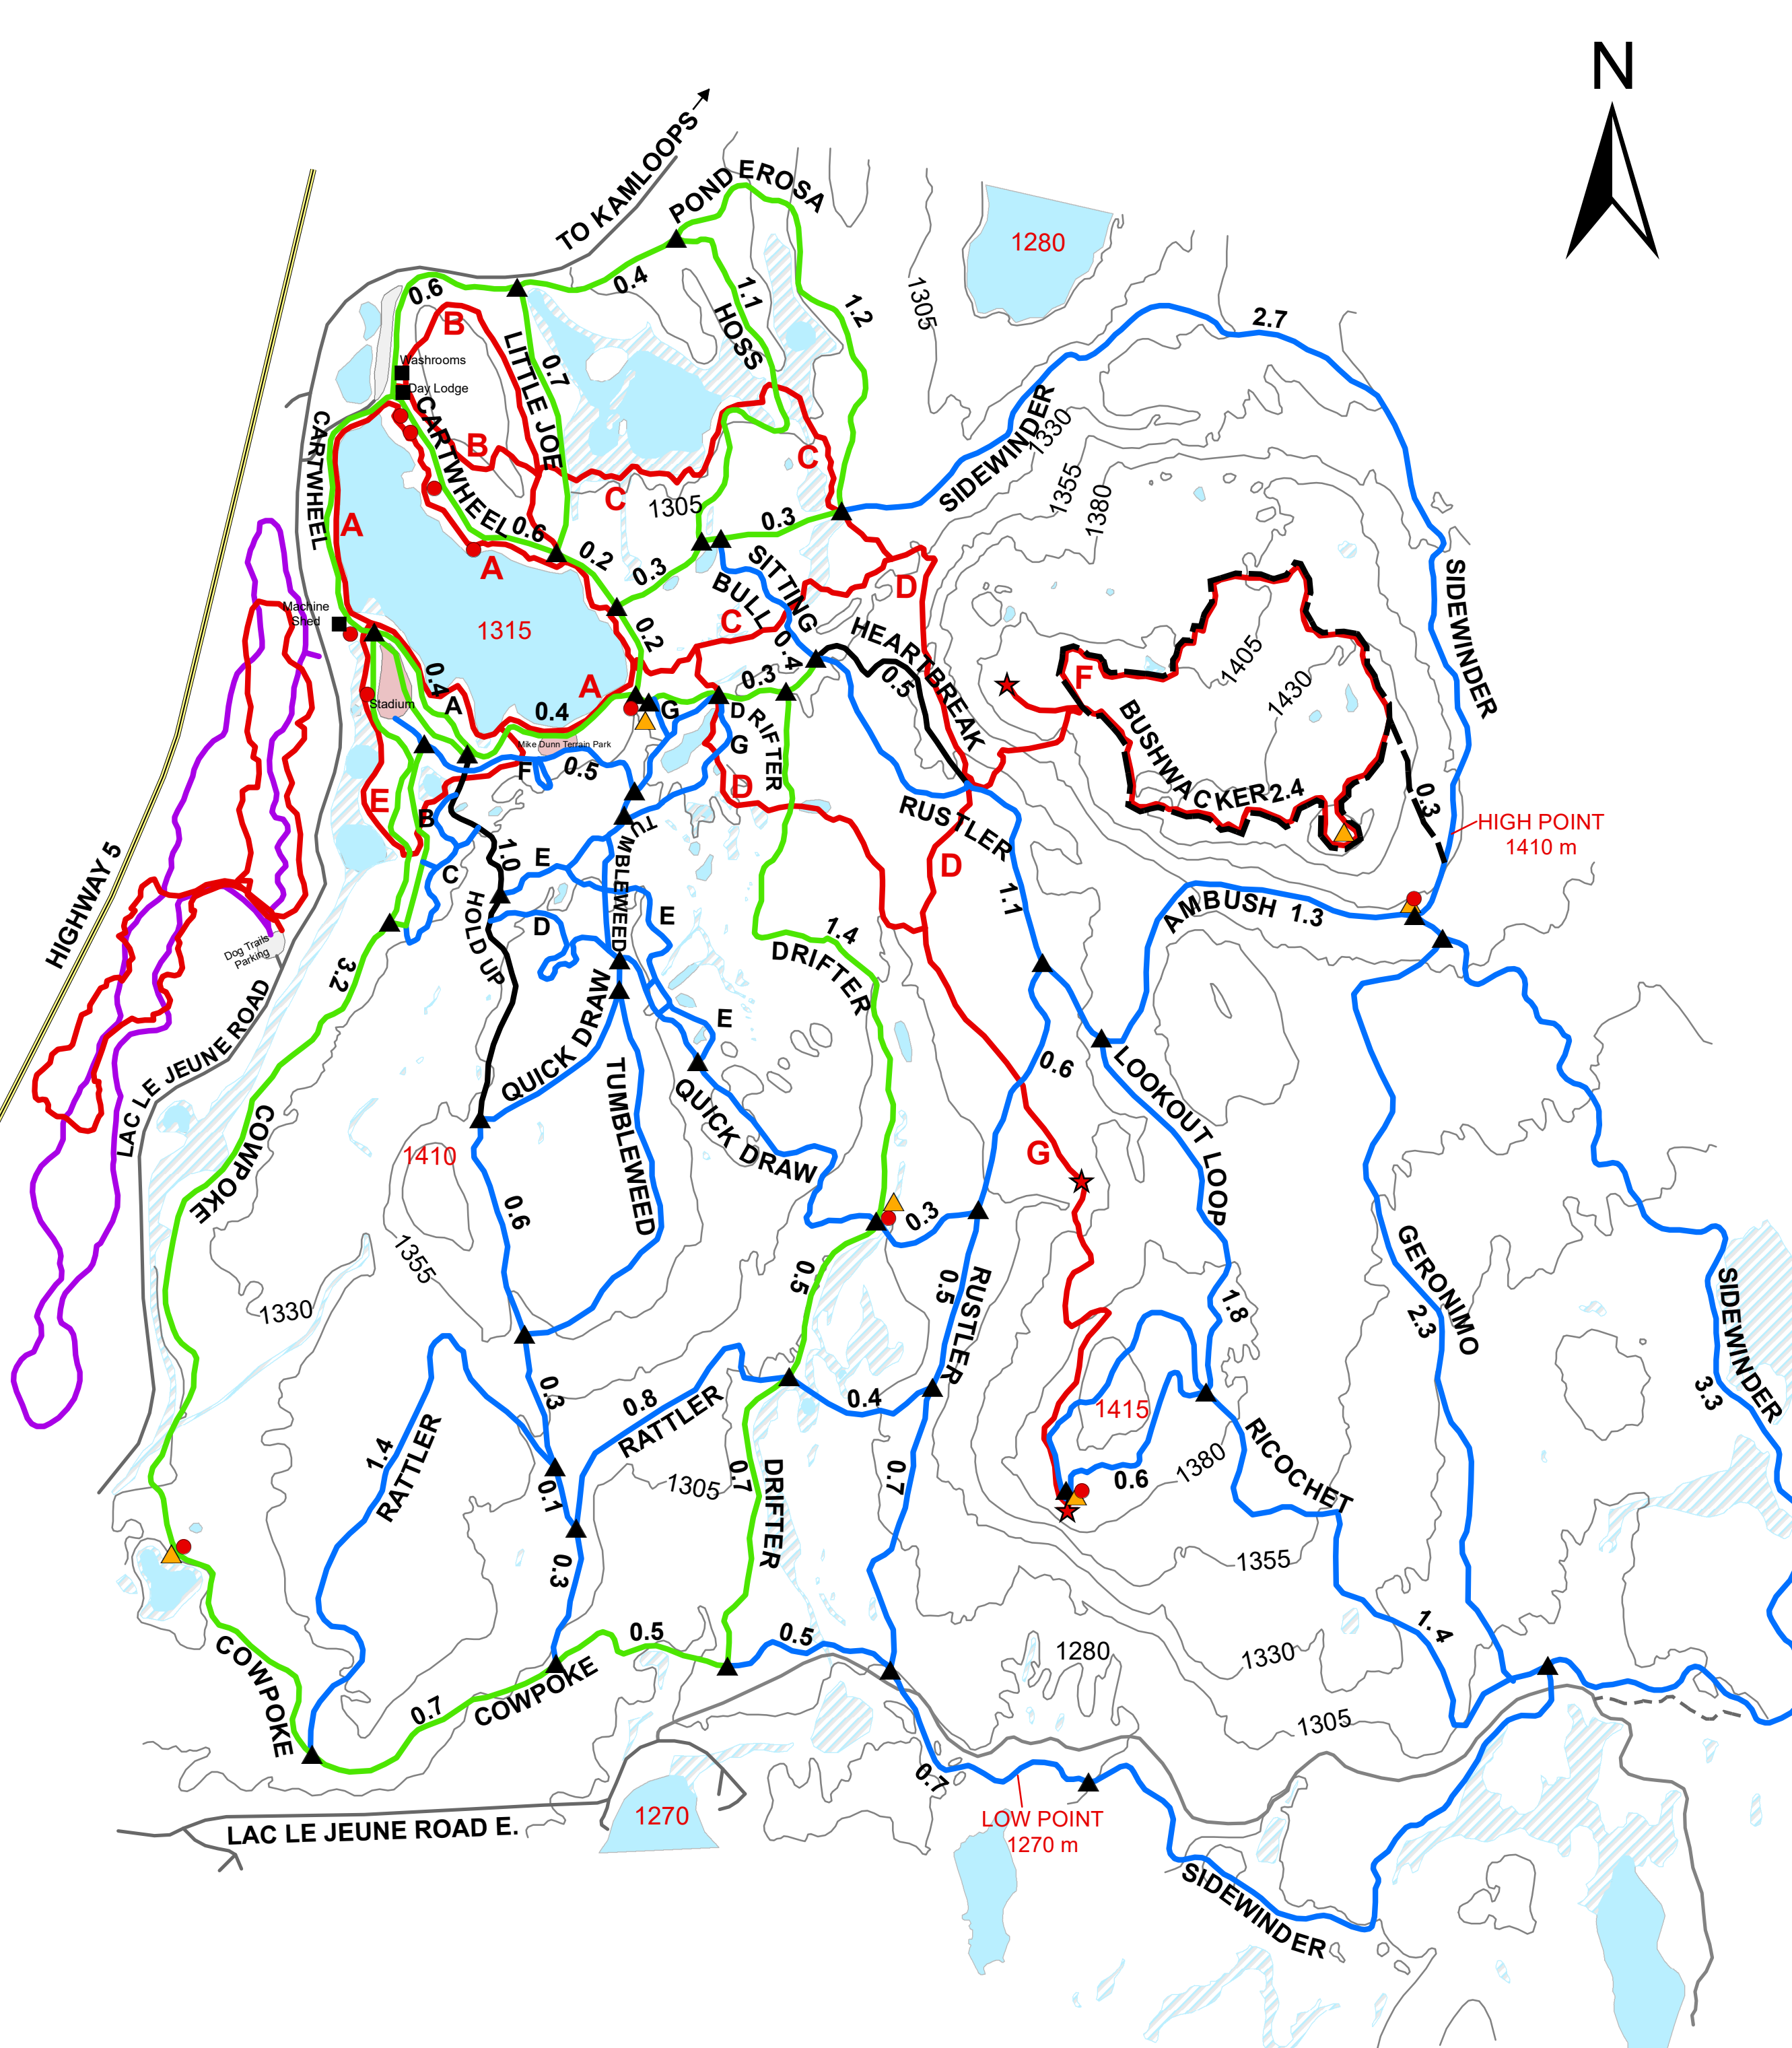 N
TO KAMLOOPS
PONDEROSA
1280
0.6
0.4
1.1
HOSS
1.2
1305
2.7
B
LITTLE JOE
0.7
Washrooms
Day Lodge
CARTWHEEL
CARTWHEEL
B
C
C
1305
SIDEWINDER
1330
1355
1380
A
0.6
0.2
0.3
0.3
A
SITTING
BULL
0.4
D
SIDEWINDER
Machine
Shed
1315
0.2
C
HEARTBREAK
0.5
1405
1430
F
0.4
A
A
0.4
0.3
Stadium
G
DRIFTER
G
Mike Dunn Terrain Park
F
0.5
D
BUSHWACKER
2.4
0.3
E
B
RUSTLER
HIGH POINT
1410 m
TUMBLEWEED
1.0
E
C
D
HIGHWAY 5
HOLD UP
D
E
1.1
AMBUSH
1.3
1.4
DRIFTER
Dog Trails
Parking
3.2
LAC LE JEUNE ROAD
QUICK DRAW
E
0.6
LOOKOUT LOOP
TUMBLEWEED
QUICK DRAW
COWPOKE
1410
G
0.6
0.3
1355
1330
0.5
0.5
RUSTLER
1.8
GERONIMO
2.3
SIDEWINDER
3.3
0.3
0.8
RATTLER
0.4
1415
1.4
RATTLER
0.1
1305
0.7
DRIFTER
0.7
0.6
1380
RICOCHET
0.3
1355
1.4
COWPOKE
0.5
0.5
1280
1330
0.7
COWPOKE
1305
0.7
LAC LE JEUNE ROAD E.
1270
LOW POINT
1270 m
SIDEWINDER